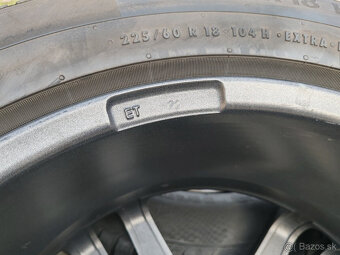 225/60 R 18 104 H · EXTRA ·
ET
© Bazos.sk